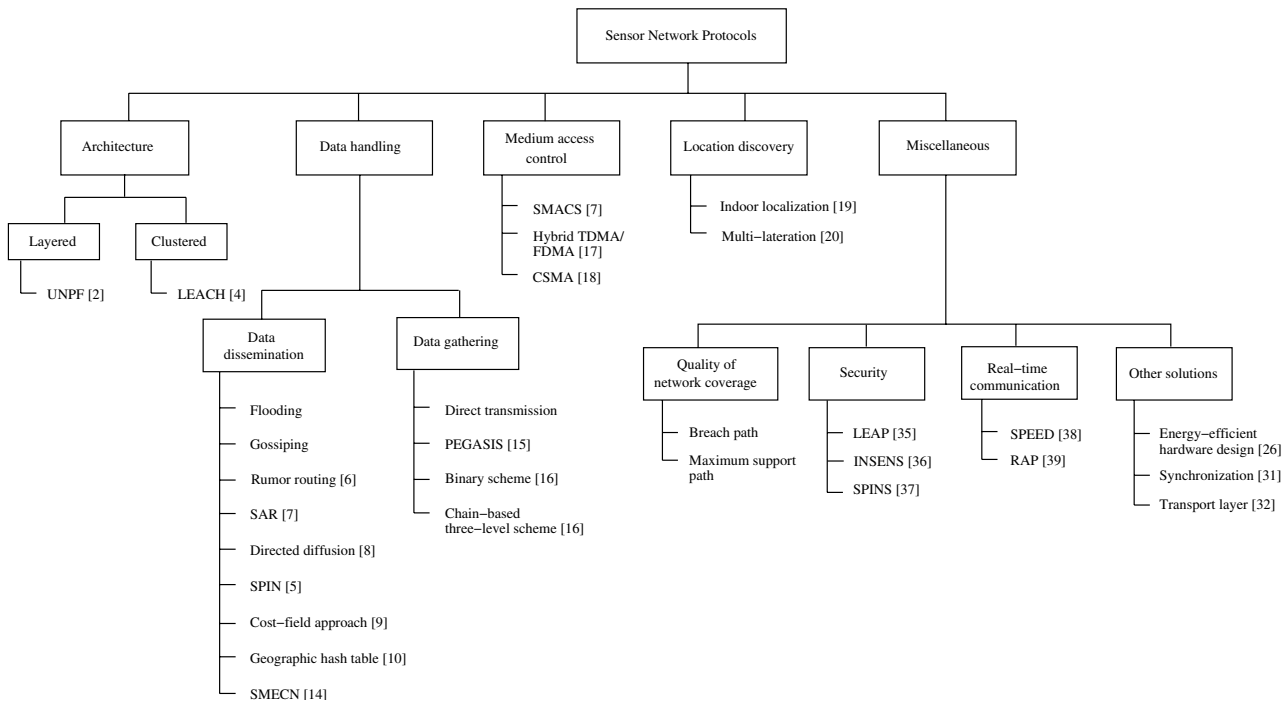 Sensor Network Protocols
Architecture
Data handling
Medium access
control
Location discovery
Miscellaneous
Layered
UNPF [2]
Clustered
LEACH [4]
SMACS [7]
Hybrid TDMA/
FDMA [17]
CSMA [18]
Indoor localization [19]
Multi−lateration [20]
Data
dissemination
Flooding
Gossiping
Rumor routing [6]
SAR [7]
Directed diffusion [8]
SPIN [5]
Cost−field approach [9]
Geographic hash table [10]
SMECN [14]
Data gathering
Direct transmission
PEGASIS [15]
Binary scheme [16]
Chain−based
three−level scheme [16]
Quality of
network coverage
Breach path
Maximum support
path
Security
LEAP [35]
INSENS [36]
SPINS [37]
Real−time
communication
SPEED [38]
RAP [39]
Other solutions
Energy−efficient
hardware design [26]
Synchronization [31]
Transport layer [32]